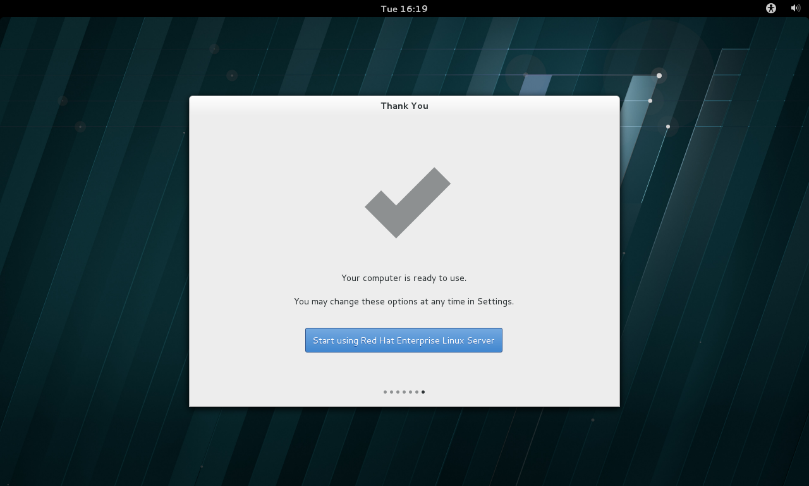 Tue 16:19
Thank You
Your computer is ready to use.
You may change these options at any time in Settings.
Start using Red Hat Enterprise Linux Server